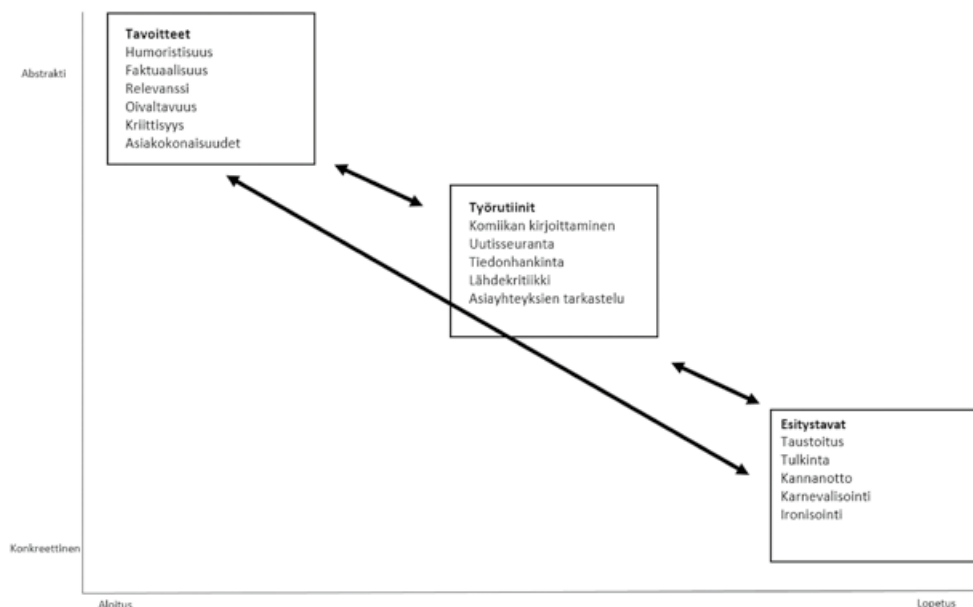 Tavoitteet
Humoristisuus
Faktuaalisuus
Relevanssi
Oivaltavuus
Kriittisyys
Asiakokonaisuudet
Abstrakti
Työrutiinit
Komiikan kirjoittaminen
Uutisseuranta
Tiedonhankinta
Lähdekritiikki
Asiayhteyksien tarkastelu
Esitystavat
Taustoitus
Tulkinta
Kannanotto
Karnevalisointi
Ironisointi
Konkreettinen
Aloitus
Lopetus